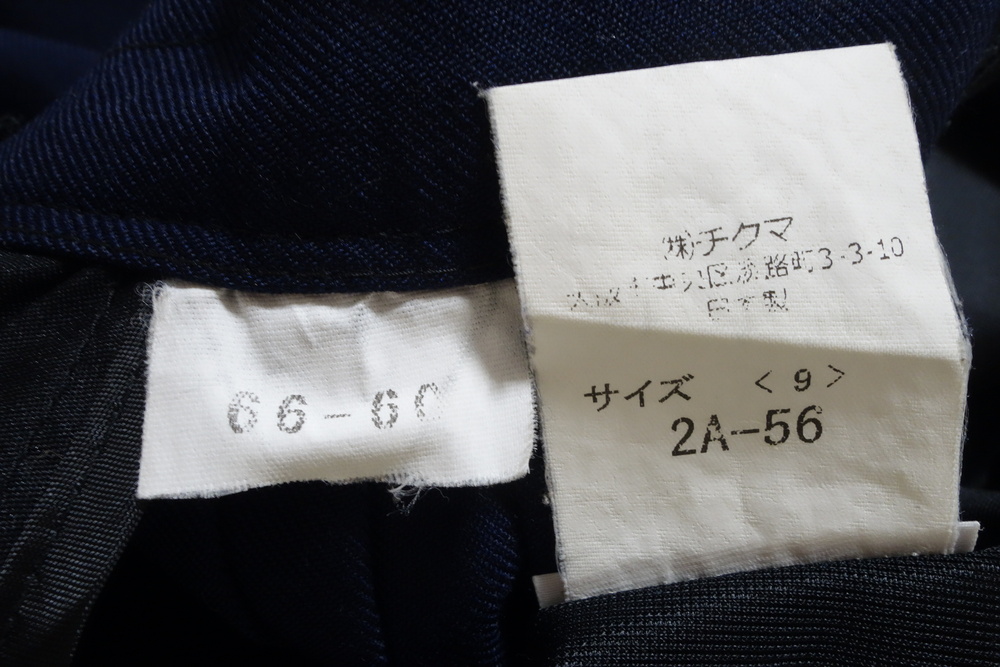 66-60
(株)チクマ
区淡路町3-3-10
日本製
サイズ <9>
2A-56